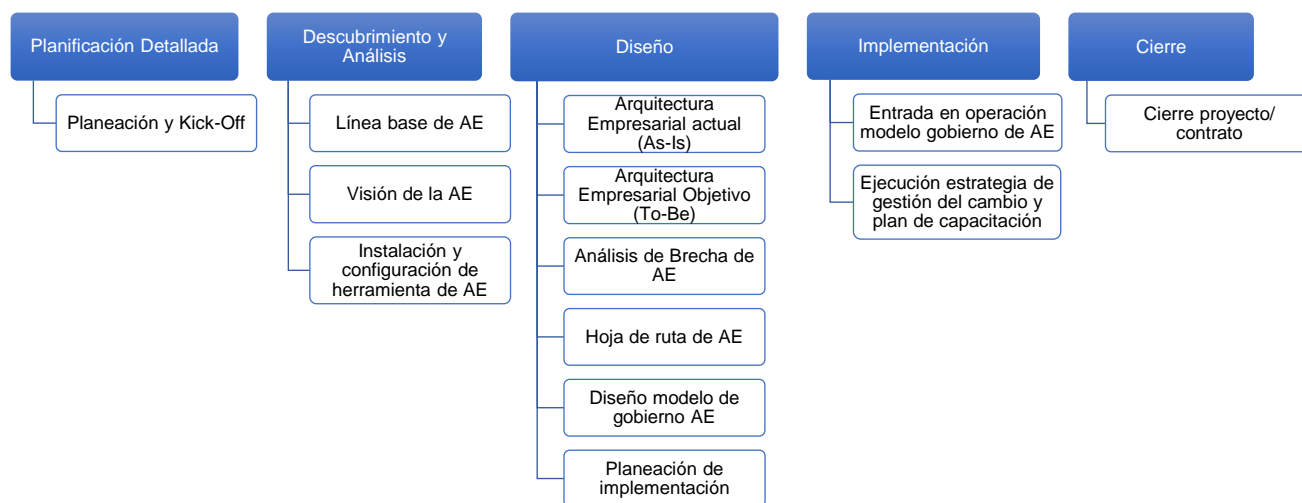 Planificación Detallada
Planeación y Kick-Off
Descubrimiento y
Análisis
Línea base de AE
Visión de la AE
Instalación y
configuración de
herramienta de AE
Diseño
Arquitectura
Empresarial actual
(As-Is)
Arquitectura
Empresarial Objetivo
(To-Be)
Análisis de Brecha de
AE
Hoja de ruta de AE
Diseño modelo de
gobierno AE
Planeación de
implementación
Implementación
Entrada en operación
modelo gobierno de AE
Ejecución estrategia de
gestión del cambio y
plan de capacitación
Cierre
Cierre proyecto/
contrato